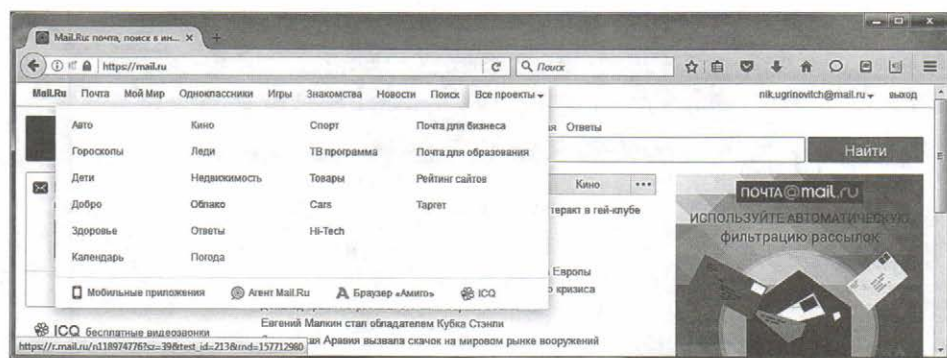 Mail.Ru: почта, поиск в ин...
https://mail.ru
Поиск
Mail.Ru Почта Мой Мир Одноклассники Игры Знакомства Новости Поиск Все проекты nik.ugrinovitch@mail.ru выход
Авто Кино Спорт Почта для бизнеса
Ответы
Гороскопы Леди ТВ программа Почта для образования
Найти
Дети Недвижимость Товары Рейтинг сайтов
Кино
почта@mail.ru
Добро Облако Cars Таргет
теракт в гей-клубе
ИСПОЛЬЗУЙТЕ АВТОМАТИЧЕСКУЮ
фильтрацию рассылок
Здоровье Ответы Hi-Tech
Календарь Погода
Европы
Мобильные приложения Агент Mail.Ru Браузер «Амиго» ICQ
кризиса
ICQ бесплатные видеозвонки
Евгений Малкин стал обладателем Кубка Стэнли
Аравия вызвала скачок на мировом рынке вооружений
https://r.mail.ru/n118974776?sz=39&test_id=213&rnd=157712980